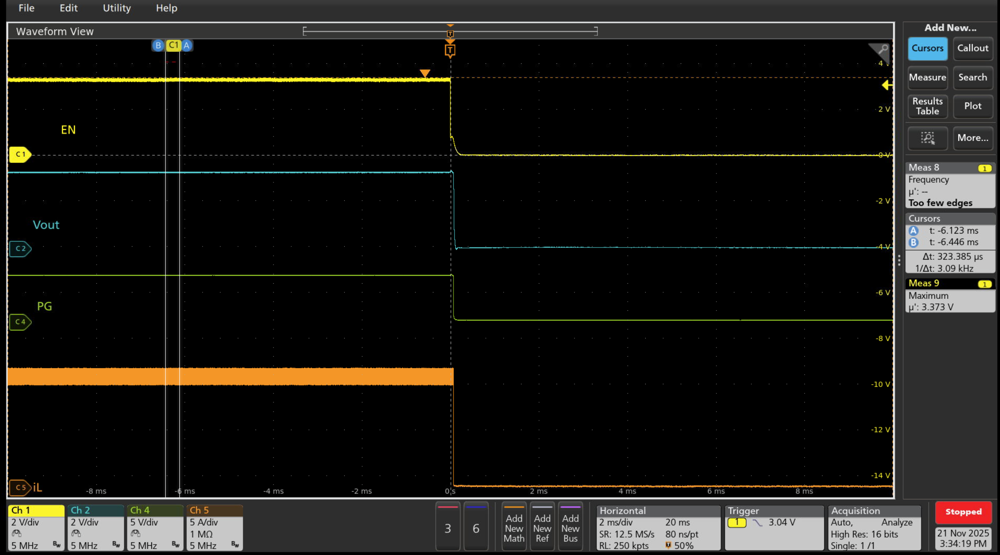 File Edit Utility Help
Waveform View
T
B C1 A
T
4
2 V
EN
C 1
0 V
-2 V
Vout
C 2
-4 V
-6 V
PG
C 4
-8 V
-10 V
-12 V
-14 V
C 5 iL
-8 ms -6 ms -4 ms -2 ms 0 s 2 ms 4 ms 6 ms 8 ms
Add New...
Cursors Callout
Measure Search
Results Table Plot
More...
Meas 8 1
Frequency
µ': --
Too few edges
Cursors
A t: -6.123 ms
B t: -6.446 ms
Δt: 323.385 µs
1/Δt: 3.09 kHz
Meas 9 1
Maximum
µ': 3.373 V
Ch 1
2 V/div
5 MHz Bw
Ch 2
2 V/div
5 MHz Bw
Ch 4
5 V/div
5 MHz Bw
Ch 5
5 A/div
1 MΩ
5 MHz Bw
3
6
Add
New
Math
Add
New
Ref
Add
New
Bus
Horizontal
2 ms/div 20 ms
SR: 12.5 MS/s 80 ns/pt
RL: 250 kpts 50%
Trigger
1 3.04 V
Acquisition
Auto, Analyze
High Res: 16 bits
Single: 1 /1
Stopped
21 Nov 2025
3:34:19 PM